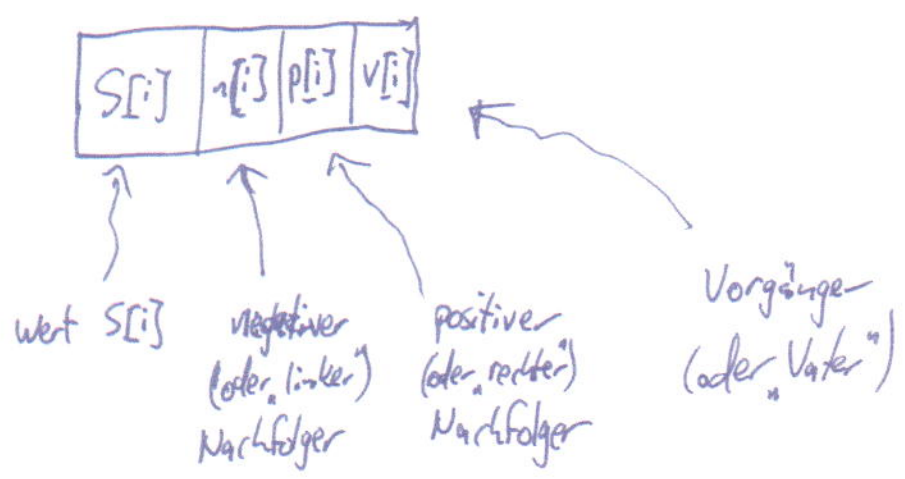 S[i] n[i] p[i] v[i]
Wert S[i]
negativer
(oder „linker")
Nachfolger
positiver
(oder „rechter")
Nachfolger
Vorgänger
(oder „Vater")